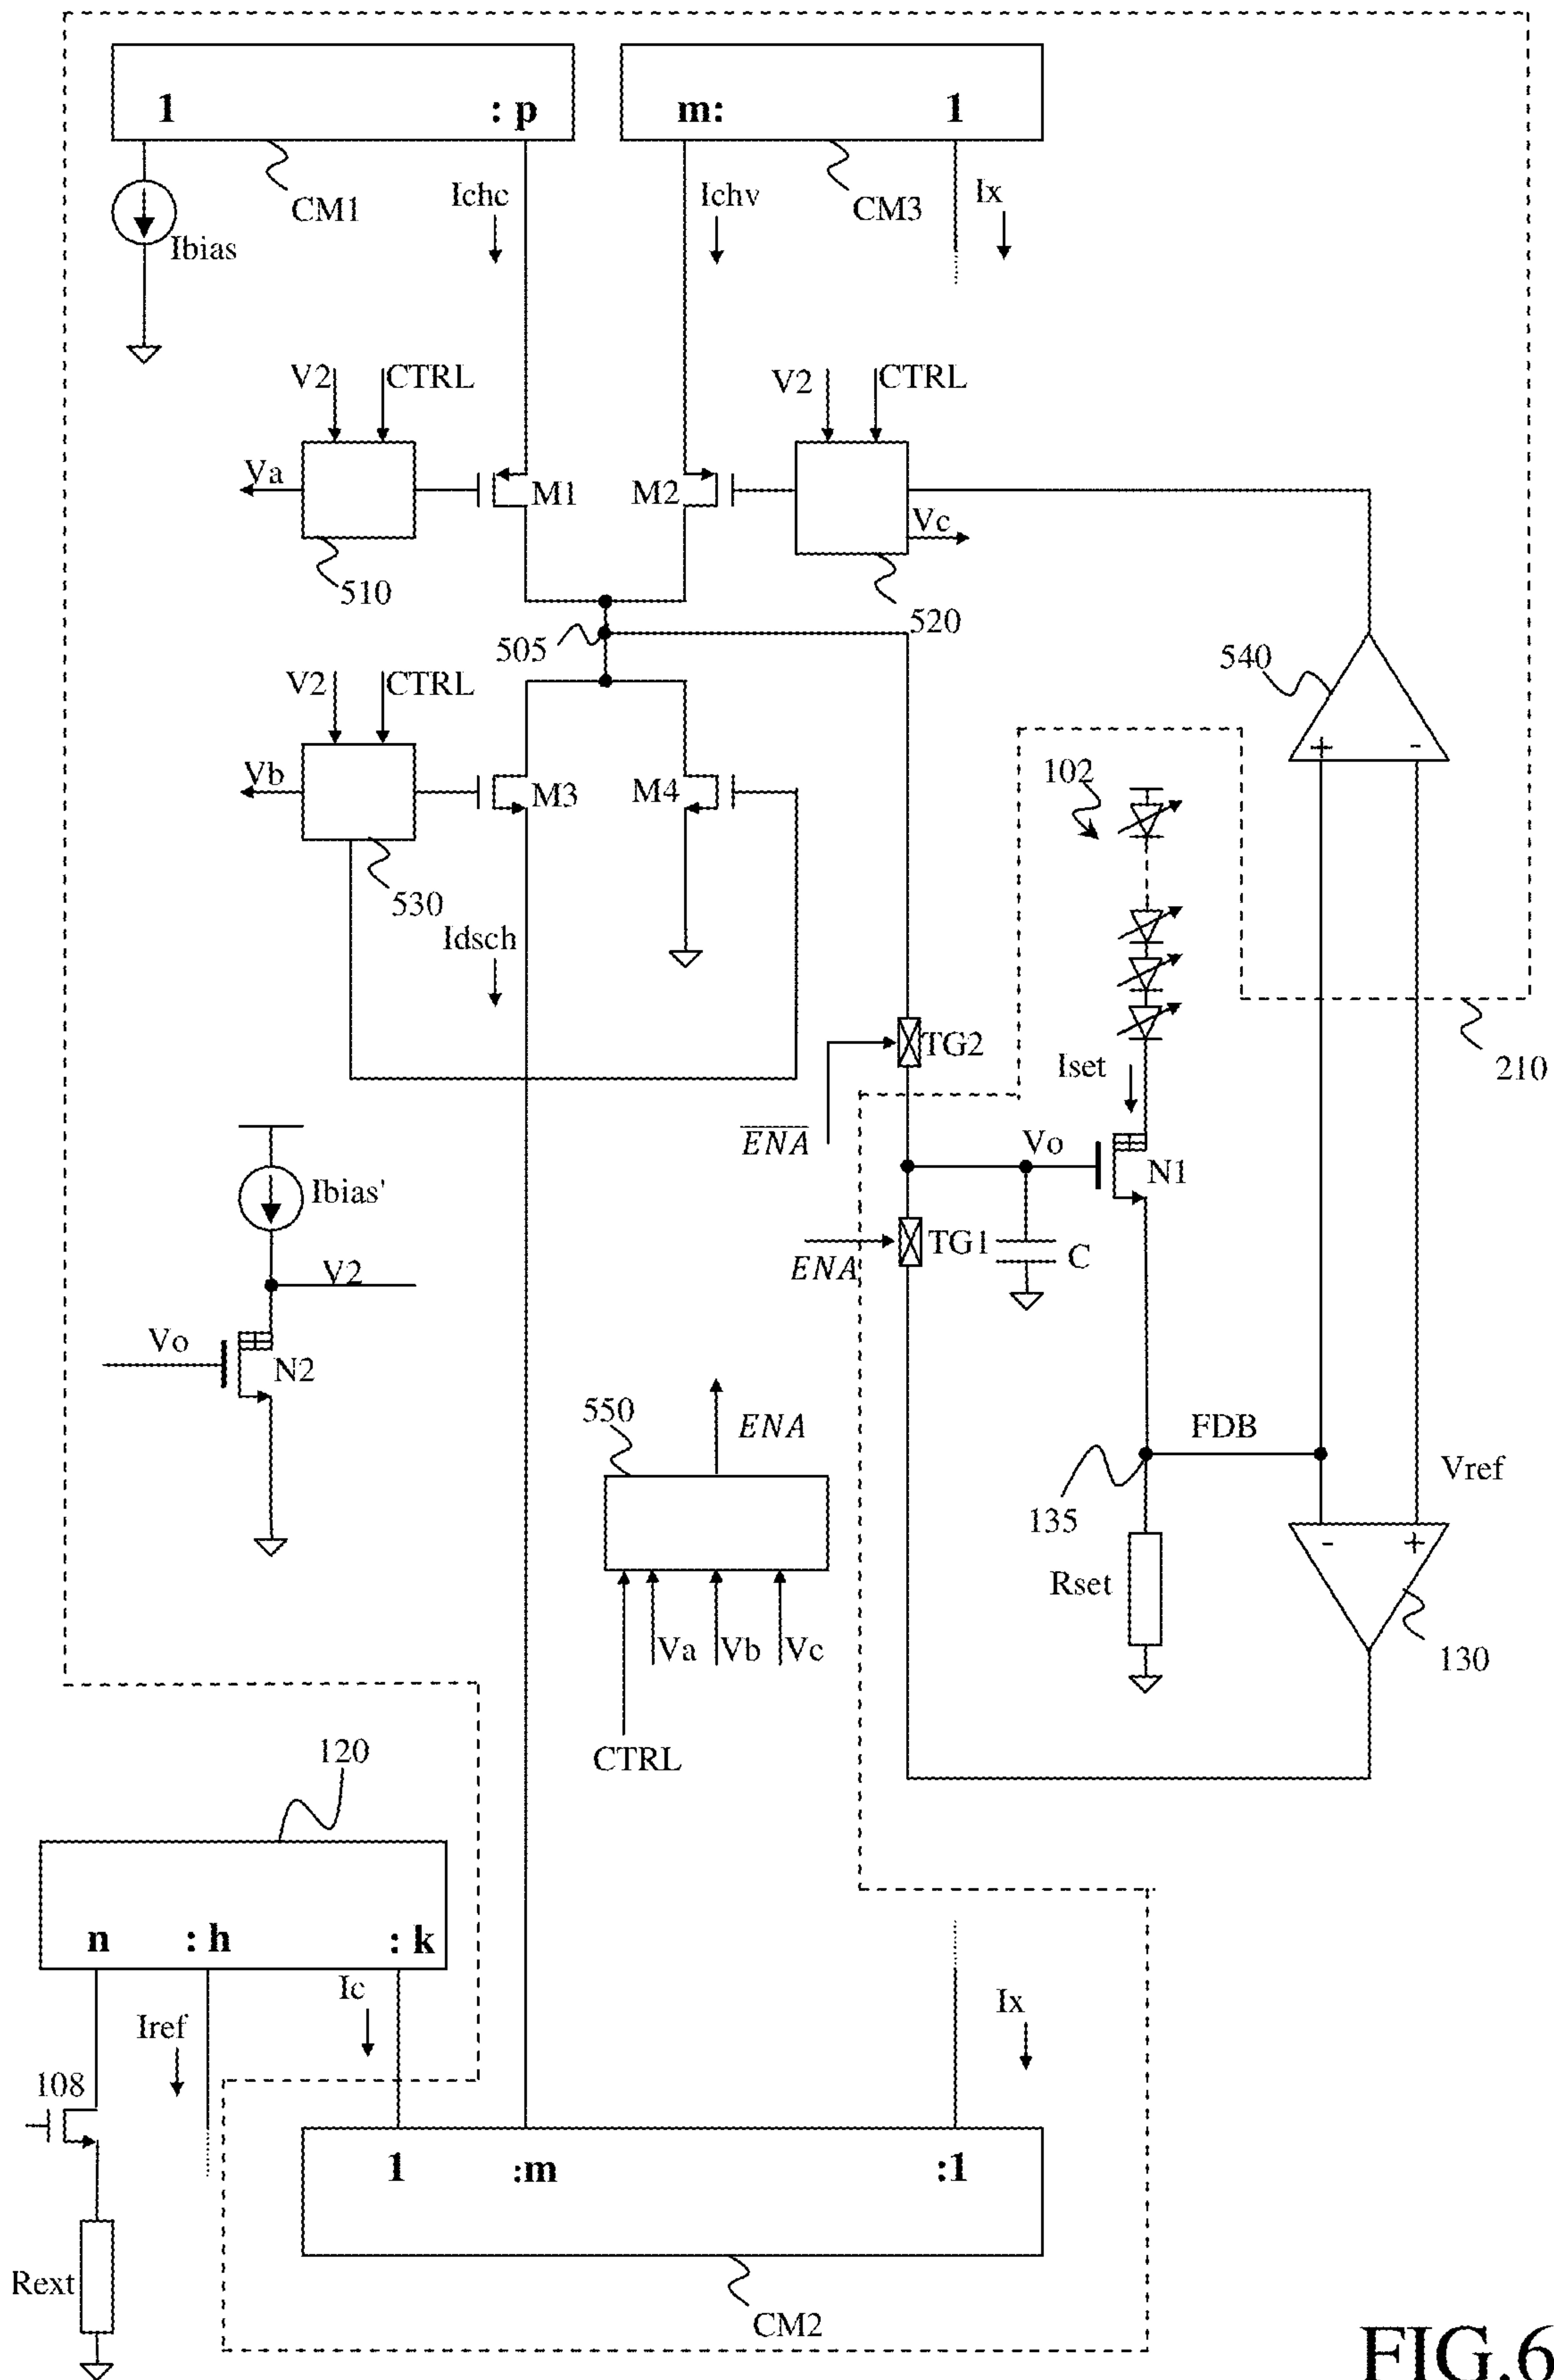 1 : p
m: 1
CM1
Ichc
Ichv
CM3
Ix
Ibias
V2
CTRL
V2
CTRL
Va
M1
M2
Vc
510
520
505
V2
CTRL
540
+ -
Vb
M3
M4
102
530
Idsch
TG2
Iset
210
ENA
Vo
N1
Ibias'
TG1
C
ENA
V2
Vo
N2
550
ENA
FDB
Vref
135
- +
Rset
Va
Vb
Vc
130
CTRL
120
n : h : k
Ic
Iref
Ix
108
1 :m :1
Rext
CM2
FIG.6